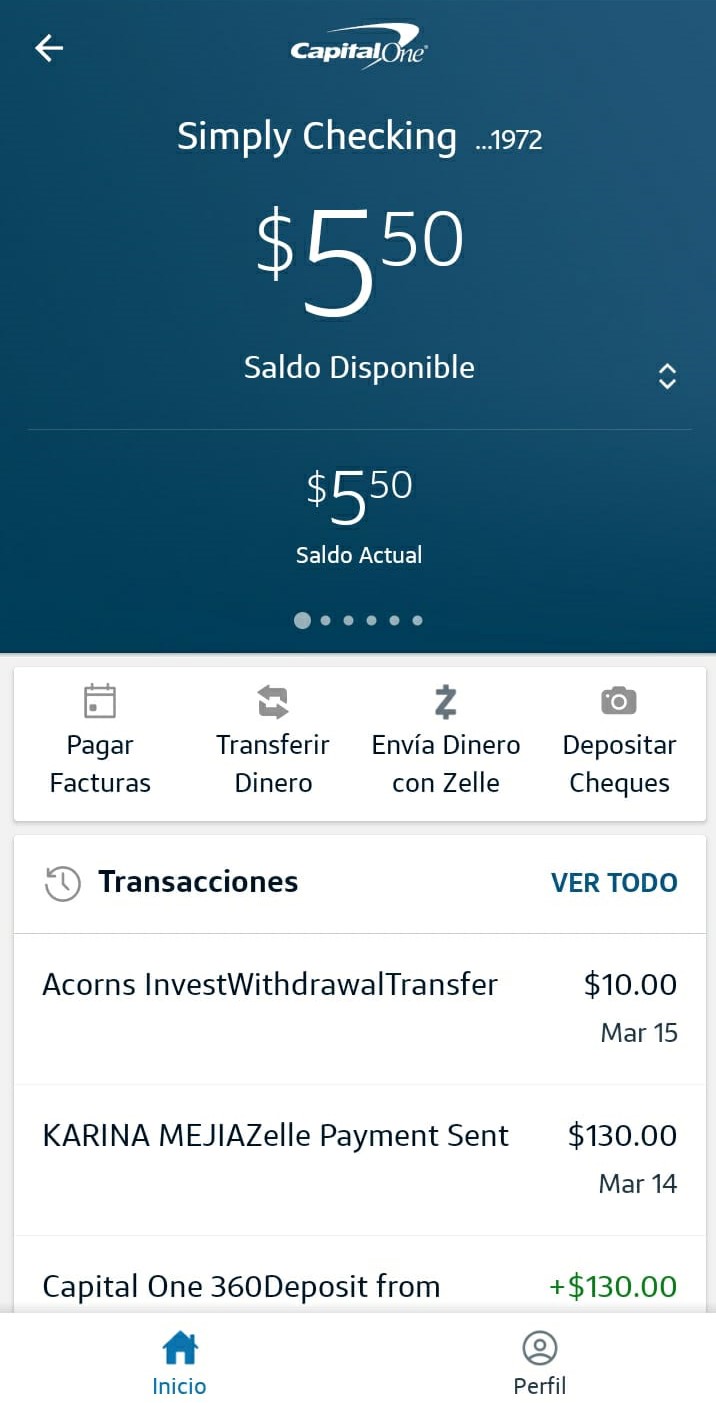 Capital One
Simply Checking ...1972
$5 50
Saldo Disponible
$5 50
Saldo Actual
Pagar Facturas
Transferir Dinero
Envía Dinero con Zelle
Depositar Cheques
Transacciones VER TODO
Acorns InvestWithdrawalTransfer $10.00
Mar 15
KARINA MEJIAZelle Payment Sent $130.00
Mar 14
Capital One 360Deposit from +$130.00
Inicio Perfil